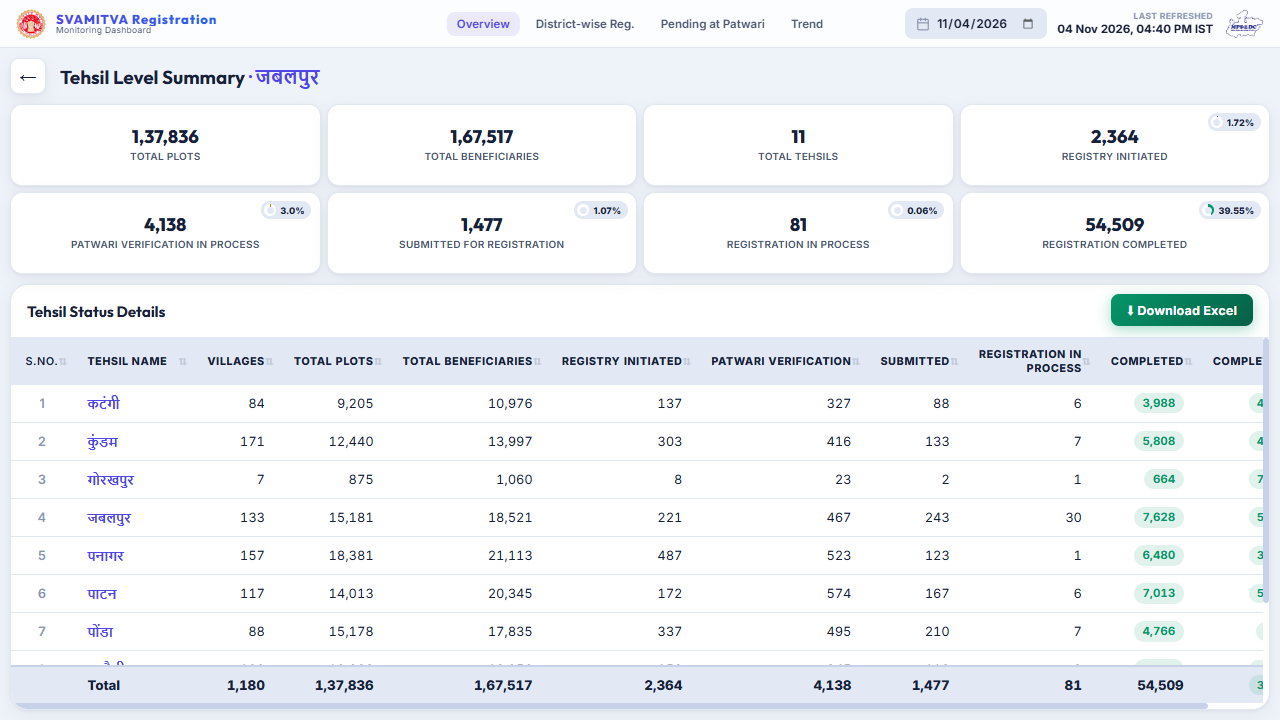 SVAMITVA Registration
Monitoring Dashboard
Overview District-wise Reg. Pending at Patwari Trend
11/04/2026
LAST REFRESHED
04 Nov 2026, 04:40 PM IST
← Tehsil Level Summary · जबलपुर
1,37,836
TOTAL PLOTS
1,67,517
TOTAL BENEFICIARIES
11
TOTAL TEHSILS
1.72%
2,364
REGISTRY INITIATED
3.0%
4,138
PATWARI VERIFICATION IN PROCESS
1.07%
1,477
SUBMITTED FOR REGISTRATION
0.06%
81
REGISTRATION IN PROCESS
39.55%
54,509
REGISTRATION COMPLETED
Tehsil Status Details
⬇ Download Excel
S.NO. TEHSIL NAME VILLAGES TOTAL PLOTS TOTAL BENEFICIARIES REGISTRY INITIATED PATWARI VERIFICATION SUBMITTED REGISTRATION IN PROCESS COMPLETED COMPLE
1 कटंगी 84 9,205 10,976 137 327 88 6 3,988 4
2 कुंडम 171 12,440 13,997 303 416 133 7 5,808 4
3 गोरखपुर 7 875 1,060 8 23 2 1 664 7
4 जबलपुर 133 15,181 18,521 221 467 243 30 7,628 5
5 पनागर 157 18,381 21,113 487 523 123 1 6,480 3
6 पाटन 117 14,013 20,345 172 574 167 6 7,013 5
7 पोंडा 88 15,178 17,835 337 495 210 7 4,766
Total 1,180 1,37,836 1,67,517 2,364 4,138 1,477 81 54,509 3